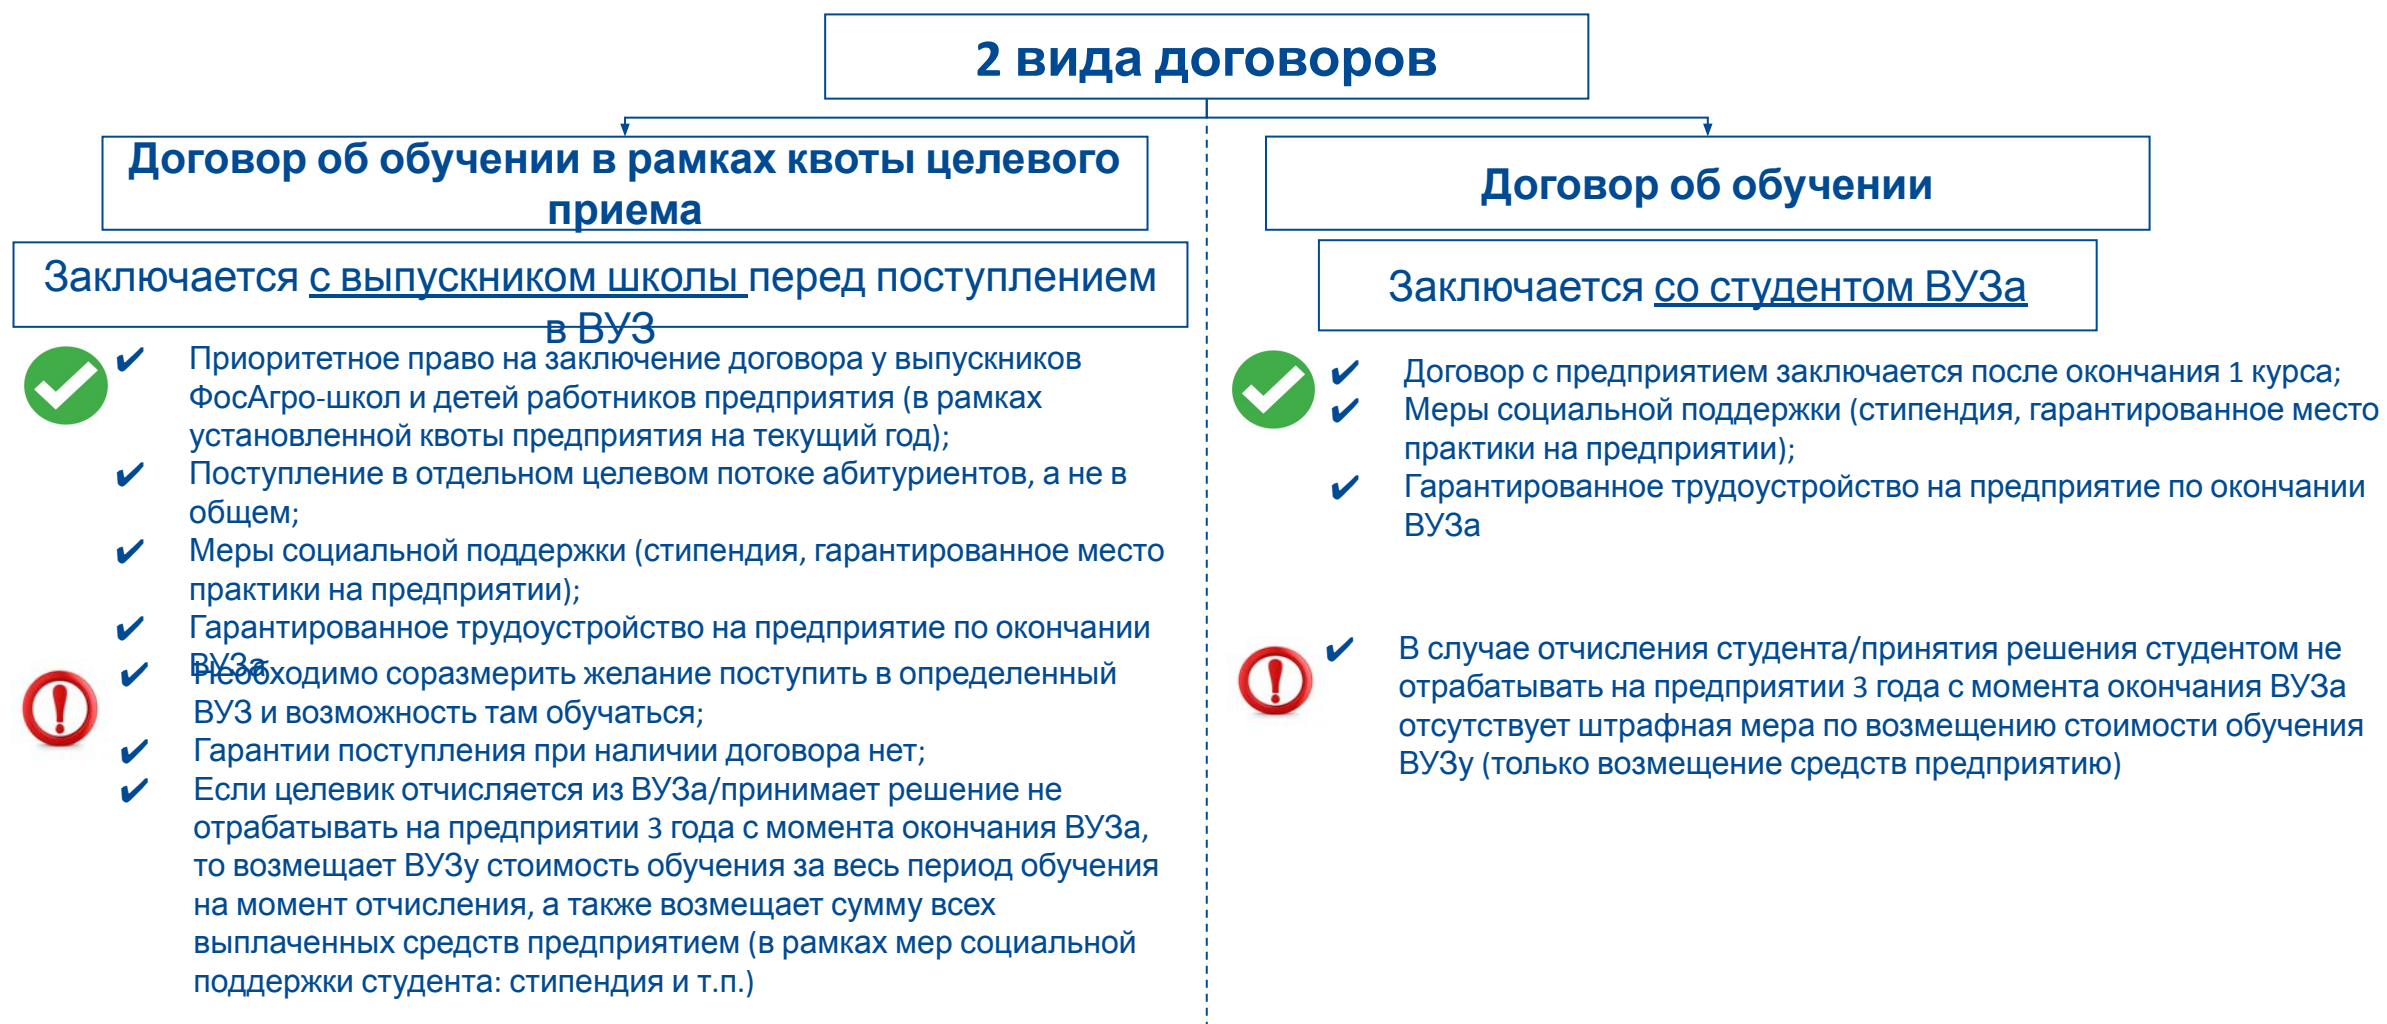 2 вида договоров
Договор об обучении в рамках квоты целевого
приема
Заключается с выпускником школы перед поступлением
в ВУЗ
✔ Приоритетное право на заключение договора у выпускников
ФосАгро-школ и детей работников предприятия (в рамках
установленной квоты предприятия на текущий год);
✔ Поступление в отдельном целевом потоке абитуриентов, а не в
общем;
✔ Меры социальной поддержки (стипендия, гарантированное место
практики на предприятии);
✔ Гарантированное трудоустройство на предприятие по окончании
ВУЗа
✔ Необходимо соразмерить желание поступить в определенный
ВУЗ и возможность там обучаться;
✔ Гарантии поступления при наличии договора нет;
✔ Если целевик отчисляется из ВУЗа/принимает решение не
отрабатывать на предприятии 3 года с момента окончания ВУЗа,
то возмещает ВУЗу стоимость обучения за весь период обучения
на момент отчисления, а также возмещает сумму всех
выплаченных средств предприятием (в рамках мер социальной
поддержки студента: стипендия и т.п.)
Договор об обучении
Заключается со студентом ВУЗа
✔ Договор с предприятием заключается после окончания 1 курса;
✔ Меры социальной поддержки (стипендия, гарантированное место
практики на предприятии);
✔ Гарантированное трудоустройство на предприятие по окончании
ВУЗа
✔ В случае отчисления студента/принятия решения студентом не
отрабатывать на предприятии 3 года с момента окончания ВУЗа
отсутствует штрафная мера по возмещению стоимости обучения
ВУЗу (только возмещение средств предприятию)